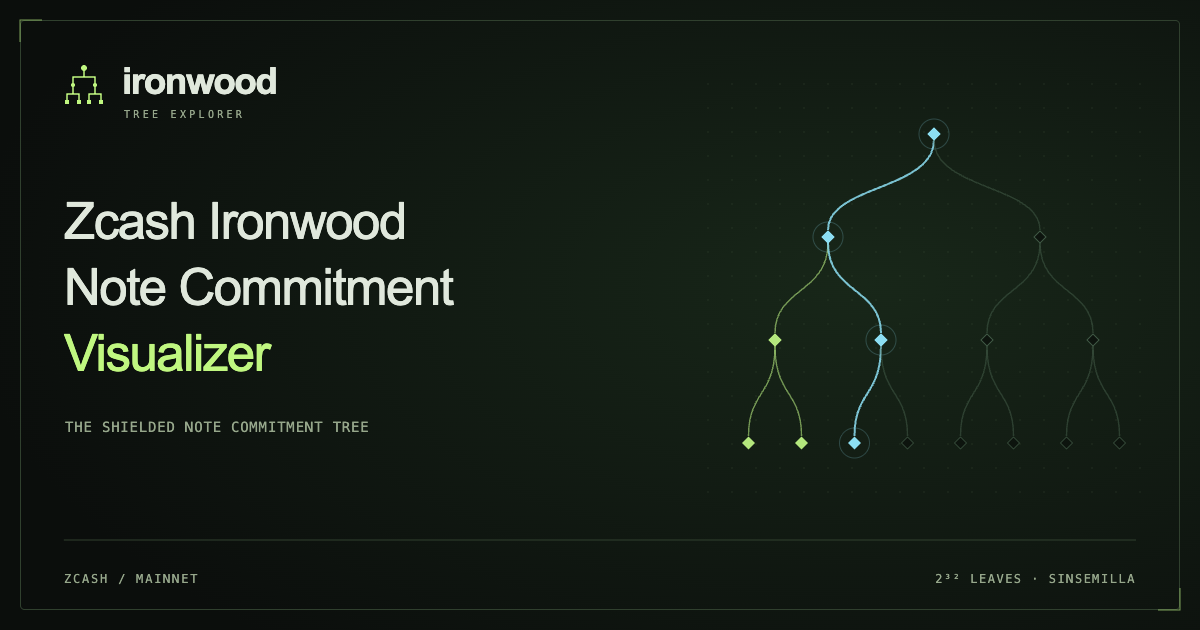 ironwood
TREE EXPLORER
Zcash Ironwood
Note Commitment
Visualizer
THE SHIELDED NOTE COMMITMENT TREE
ZCASH / MAINNET
2³² LEAVES · SINSEMILLA